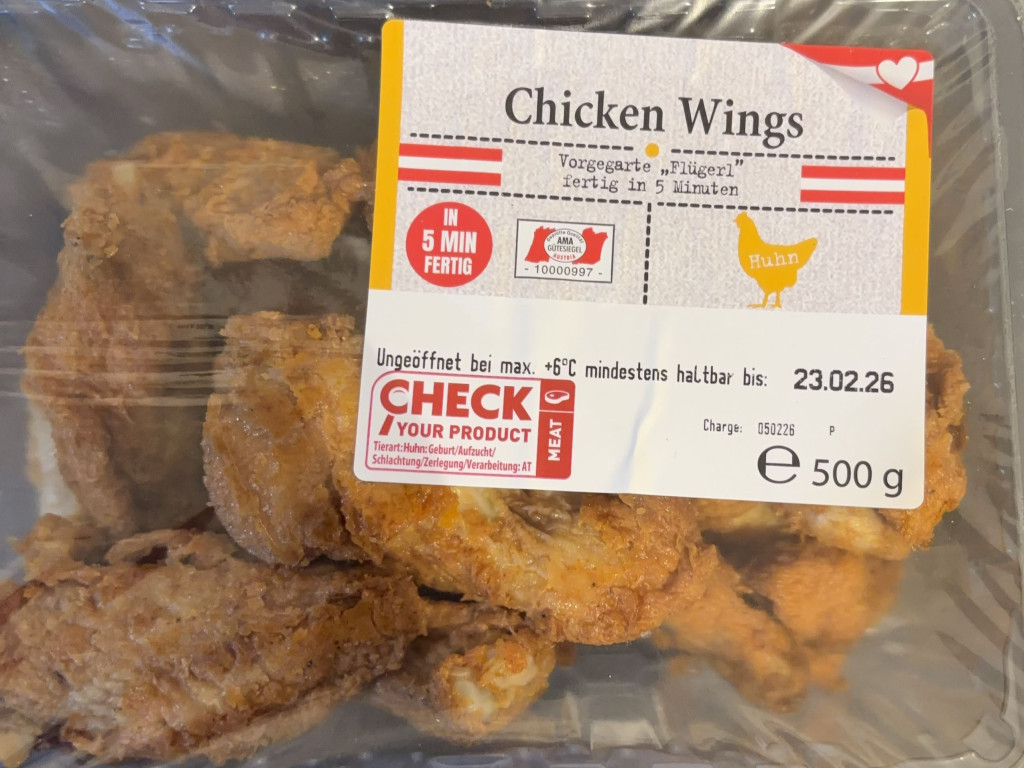 Chicken Wings
Vorgegarte „Flügerl”
fertig in 5 Minuten
IN
5 MIN
FERTIG
Geprüfte Qualität
AMA
GÜTESIEGEL
AUSTRIA
- 10000997 -
Huhn
Ungeöffnet bei max. +6°C mindestens haltbar bis: 23.02.26
CHECK
YOUR PRODUCT
MEAT
Tierart:Huhn: Geburt/Aufzucht/
Schlachtung/Zerlegung/Verarbeitung: AT
Charge: 050226 P
e 500 g